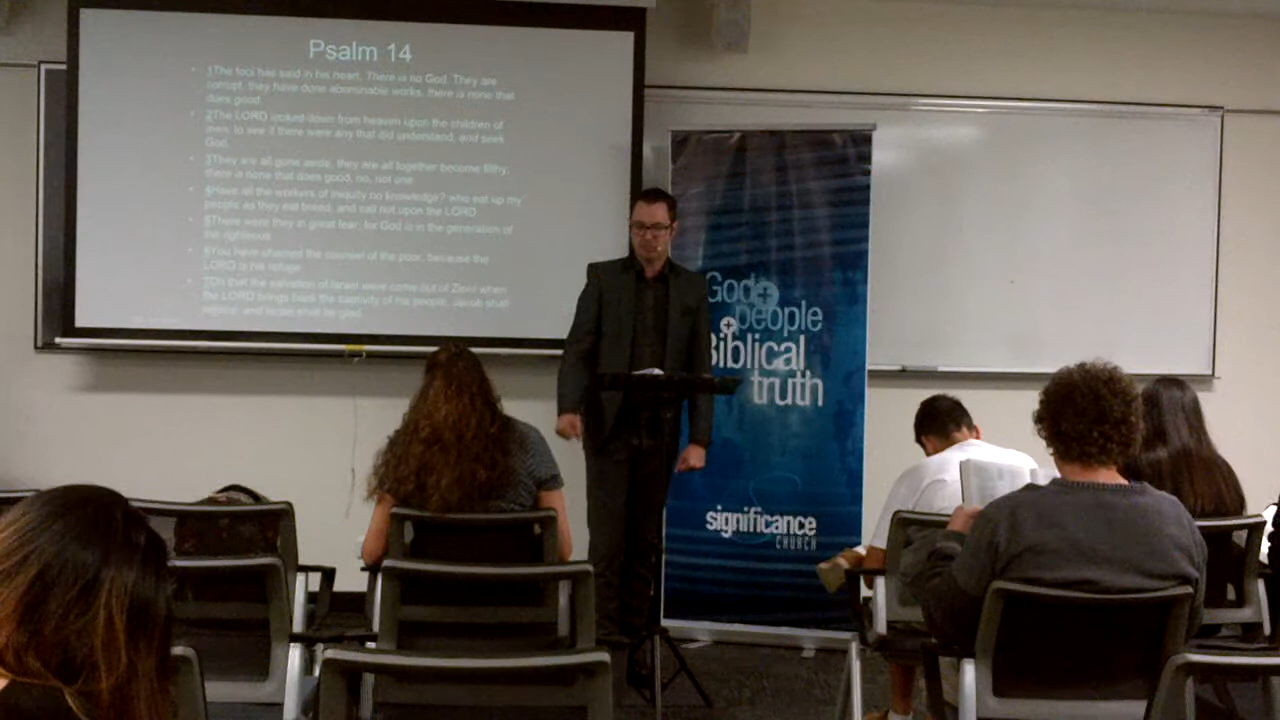 Psalm 14
1The fool has said in his heart, There is no God. They are
corrupt, they have done abominable works, there is none that
does good.
2The LORD looked down from heaven upon the children of
men, to see if there were any that did understand, and seek
God.
3They are all gone aside, they are all together become filthy:
there is none that does good, no, not one.
4Have all the workers of iniquity no knowledge? who eat up my
people as they eat bread, and call not upon the LORD
5There were they in great fear: for God is in the generation of
the righteous
6You have shamed the counsel of the poor, because the
LORD is his refuge
7Oh that the salvation of Israel were come out of Zion! when
the LORD brings back the captivity of his people, Jacob shall
rejoice, and Israel shall be glad.
God+
people
+
Biblical
truth
significance
CHURCH